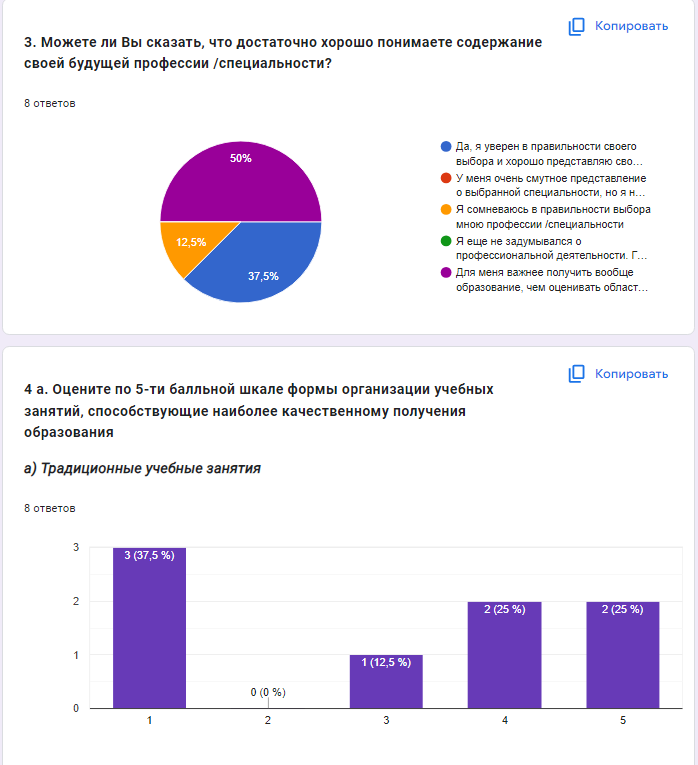 Копировать
3. Можете ли Вы сказать, что достаточно хорошо понимаете содержание
своей будущей профессии /специальности?
8 ответов
50%
12,5%
37,5%
Да, я уверен в правильности своего
выбора и хорошо представляю сво...
У меня очень смутное представление
о выбранной специальности, но я н...
Я сомневаюсь в правильности выбора
мною профессии /специальности
Я еще не задумывался о
профессиональной деятельности. Г...
Для меня важнее получить вообще
образование, чем оценивать област...
Копировать
4 а. Оцените по 5-ти балльной шкале формы организации учебных
занятий, способствующие наиболее качественному получения
образования
а) Традиционные учебные занятия
8 ответов
3
2
1
0
3 (37,5 %)
0 (0 %)
1 (12,5 %)
2 (25 %)
2 (25 %)
1 2 3 4 5